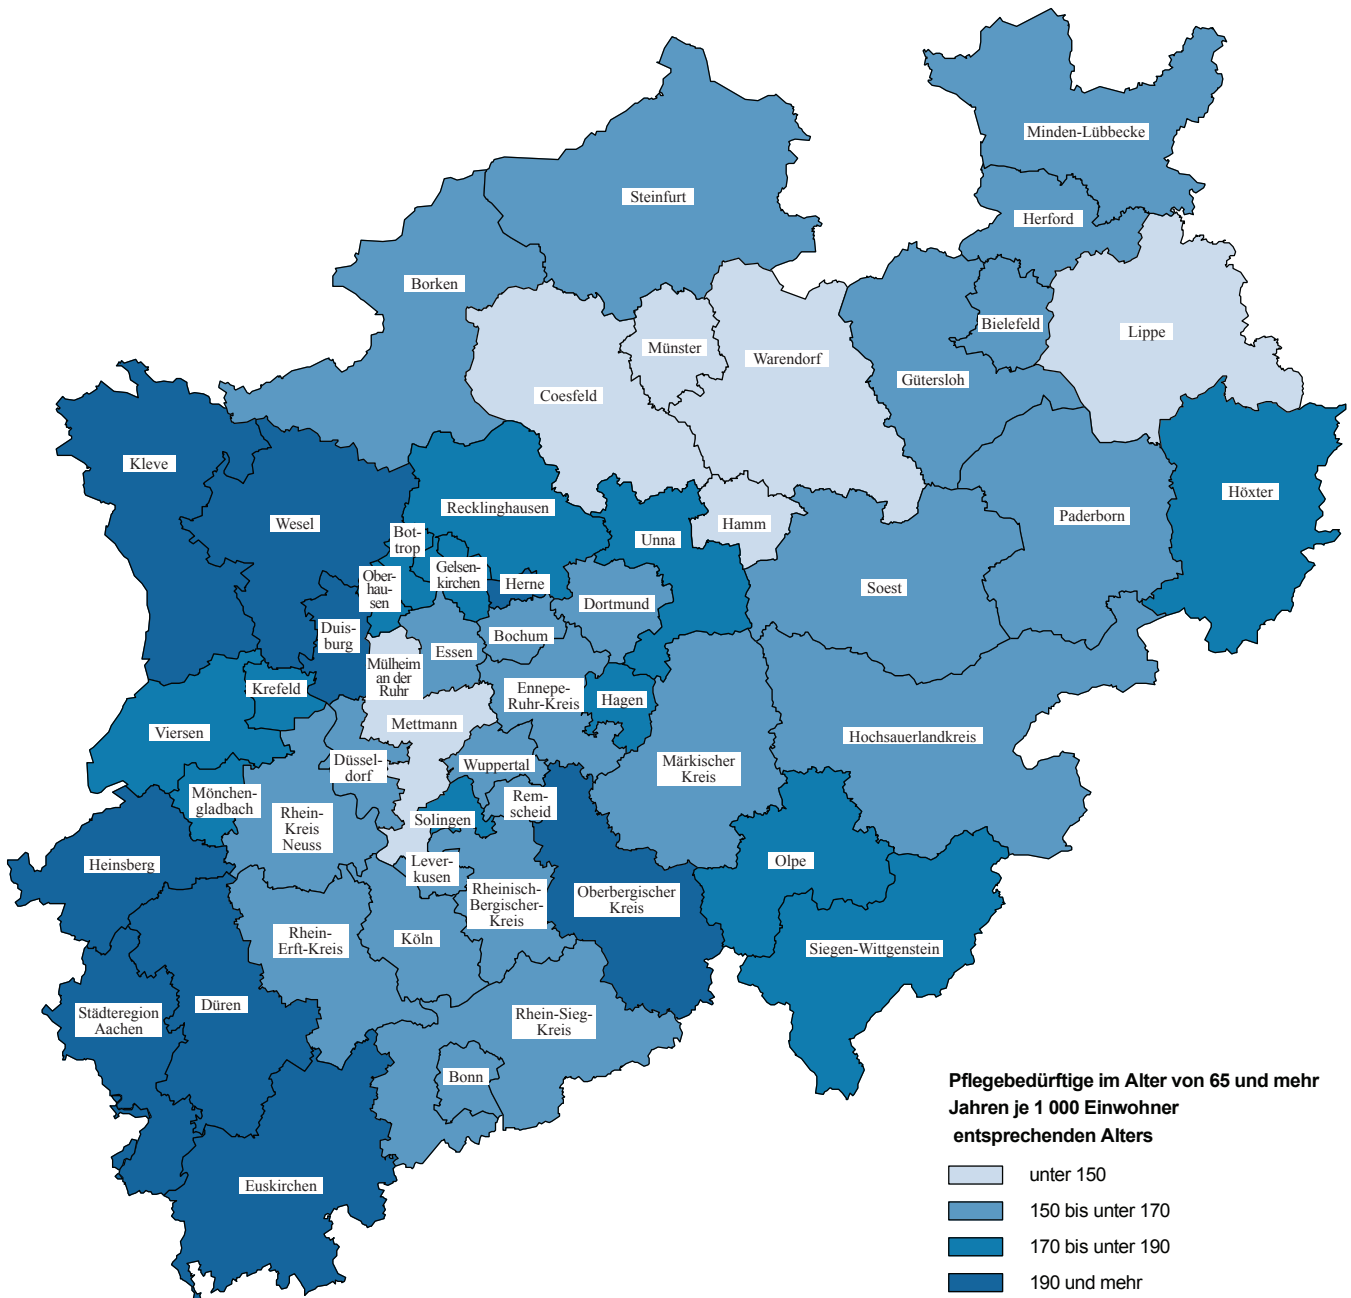 Minden-Lübbecke
Steinfurt
Herford
Borken
Bielefeld
Lippe
Münster
Warendorf
Gütersloh
Coesfeld
Kleve
Höxter
Recklinghausen
Paderborn
Wesel
Hamm
Unna
Bot-
trop
Gelsen-
kirchen
Herne
Ober-
hau-
sen
Soest
Dortmund
Duis-
burg
Bochum
Essen
Mülheim
an der
Ruhr
Krefeld
Ennepe-
Ruhr-Kreis
Hagen
Mettmann
Viersen
Hochsauerlandkreis
Düssel-
dorf
Wuppertal
Märkischer
Kreis
Mönchen-
gladbach
Rem-
scheid
Rhein-
Kreis
Neuss
Solingen
Heinsberg
Lever-
kusen
Olpe
Rheinisch-
Bergischer-
Kreis
Oberbergischer
Kreis
Rhein-
Erft-Kreis
Köln
Siegen-Wittgenstein
Düren
Städteregion
Aachen
Rhein-Sieg-
Kreis
Bonn
Euskirchen
Pflegebedürftige im Alter von 65 und mehr
Jahren je 1 000 Einwohner
entsprechenden Alters
unter 150
150 bis unter 170
170 bis unter 190
190 und mehr